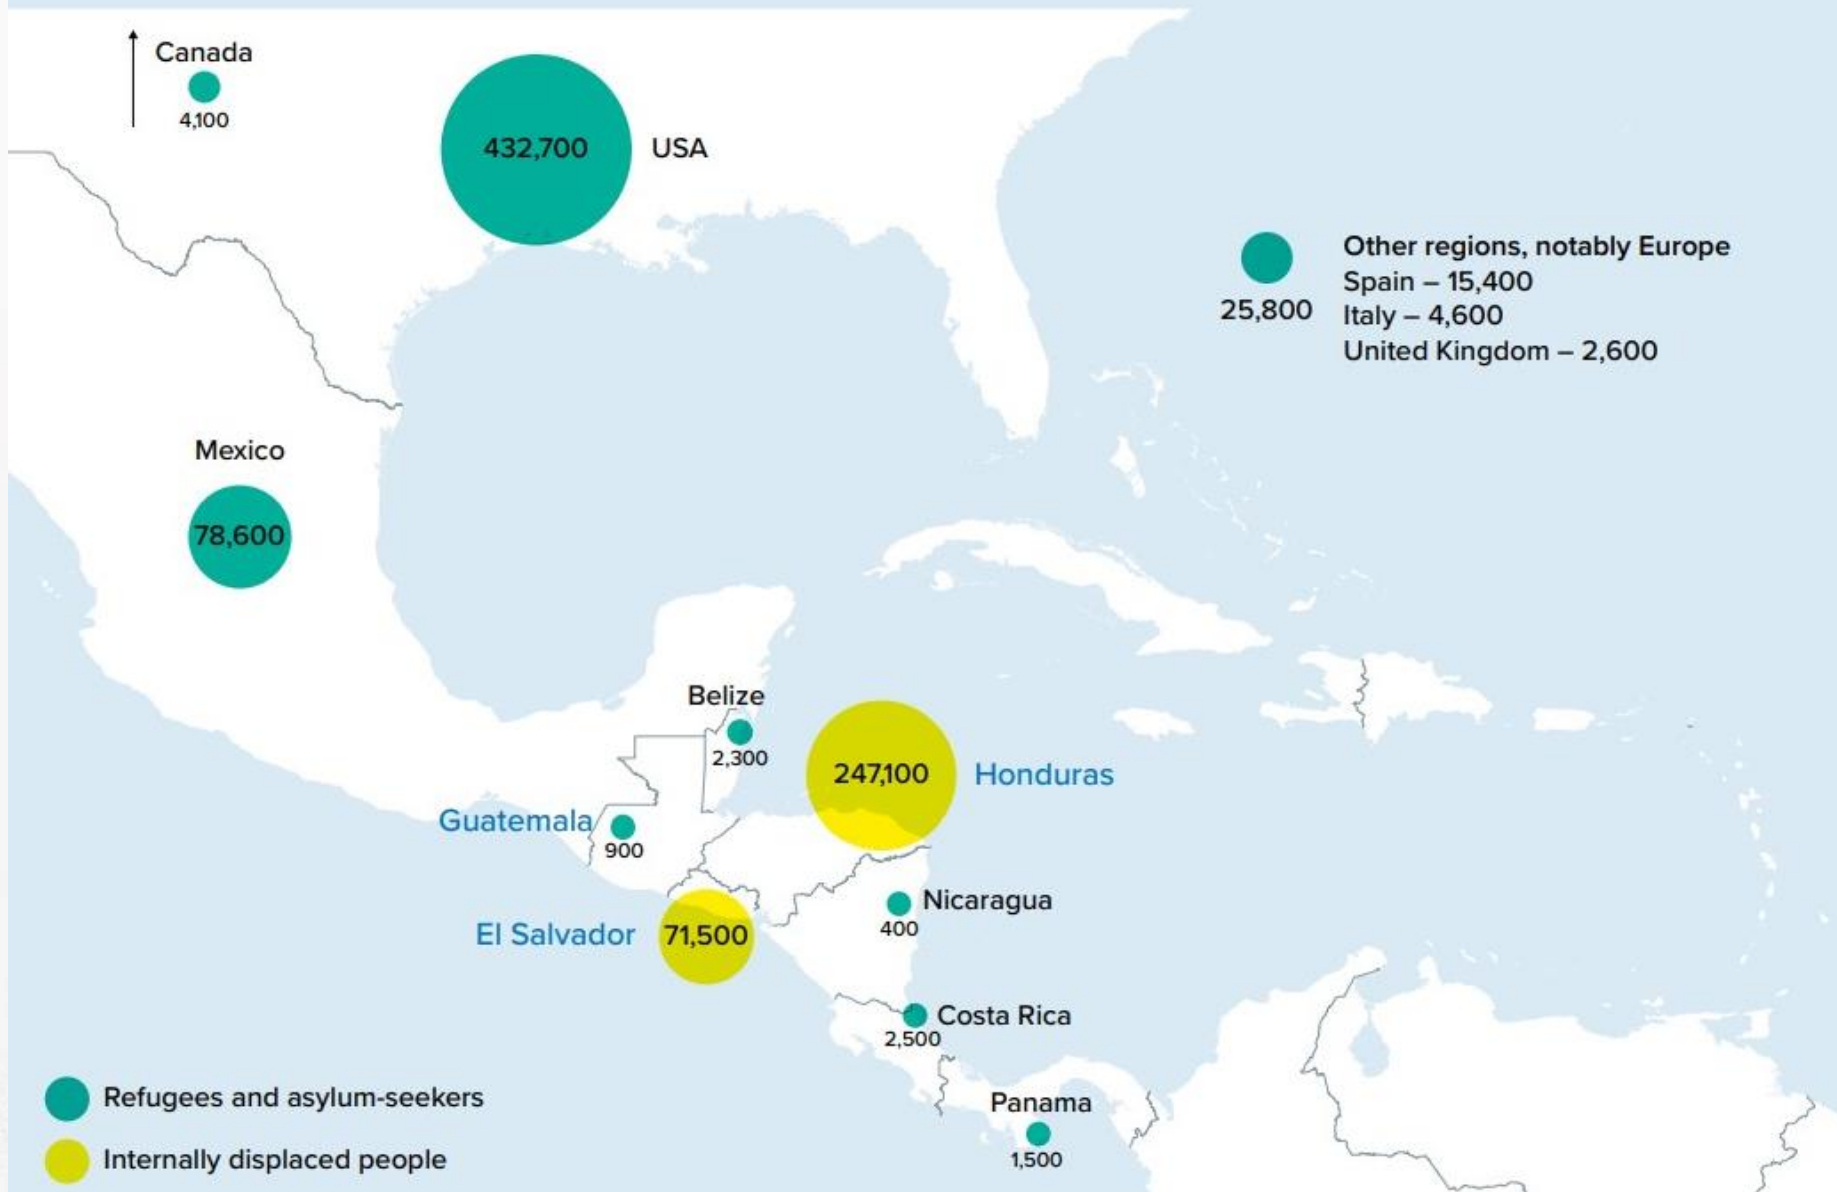 Canada
4,100
432,700
USA
25,800
Other regions, notably Europe
Spain – 15,400
Italy – 4,600
United Kingdom – 2,600
Mexico
78,600
Belize
2,300
247,100
Honduras
Guatemala
900
Nicaragua
400
El Salvador
71,500
Costa Rica
2,500
Panama
1,500
Refugees and asylum-seekers
Internally displaced people